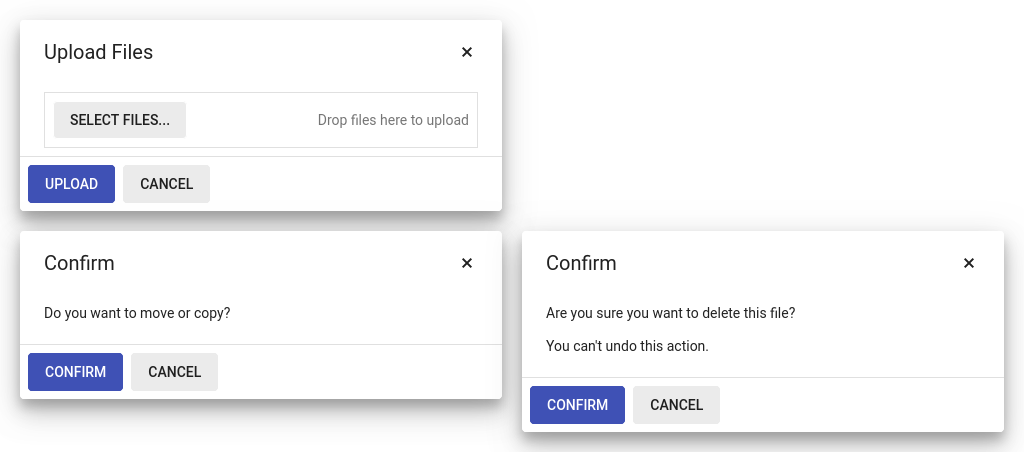 Upload Files
SELECT FILES...
Drop files here to upload
UPLOAD
CANCEL
Confirm
Do you want to move or copy?
CONFIRM
CANCEL
Confirm
Are you sure you want to delete this file?
You can't undo this action.
CONFIRM
CANCEL